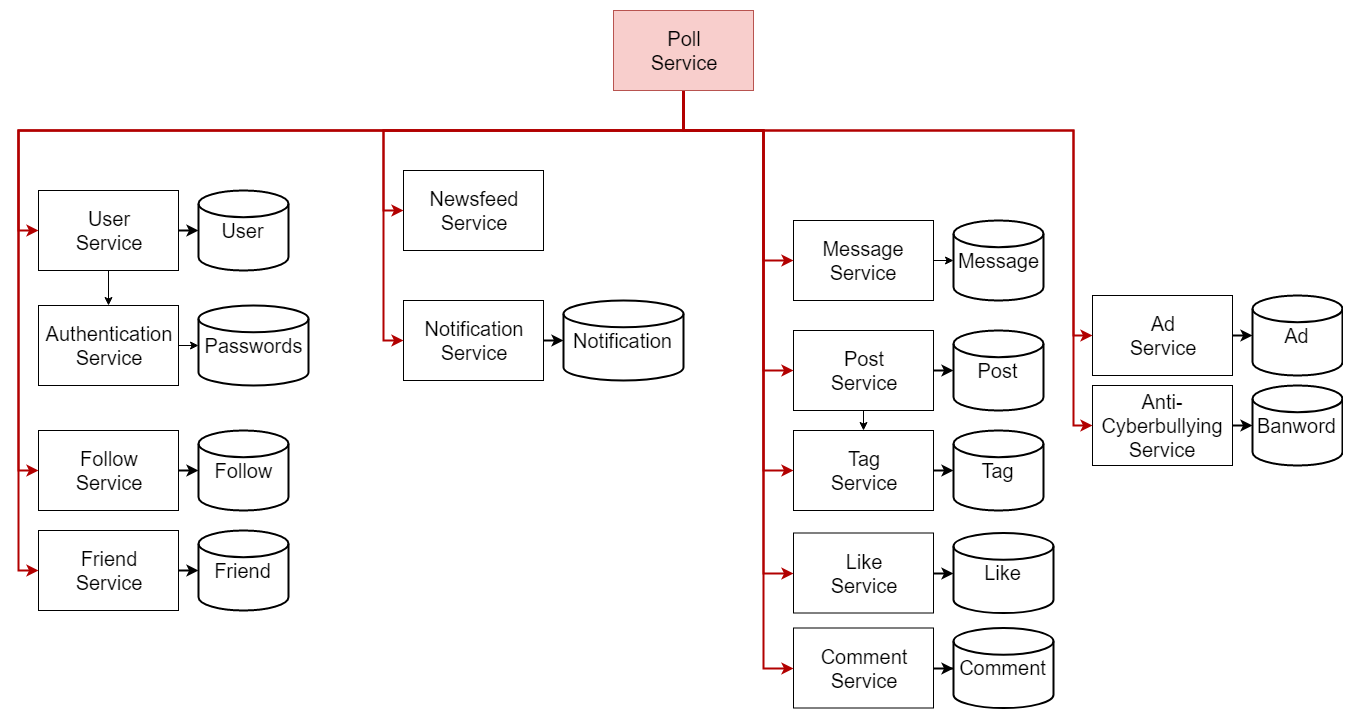 Poll
Service
User
Service
User
Authentication
Service
Passwords
Follow
Service
Follow
Friend
Service
Friend
Newsfeed
Service
Notification
Service
Notification
Message
Service
Message
Post
Service
Post
Tag
Service
Tag
Like
Service
Like
Comment
Service
Comment
Ad
Service
Ad
Anti-
Cyberbullying
Service
Banword